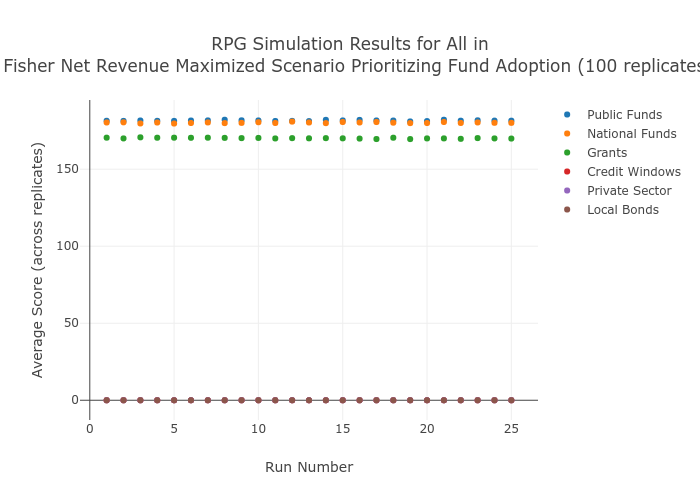 RPG Simulation Results for All in
Fisher Net Revenue Maximized Scenario Prioritizing Fund Adoption (100 replicates
Average Score (across replicates)
150
100
50
0
0
5
10
15
20
25
Run Number
Public Funds
National Funds
Grants
Credit Windows
Private Sector
Local Bonds